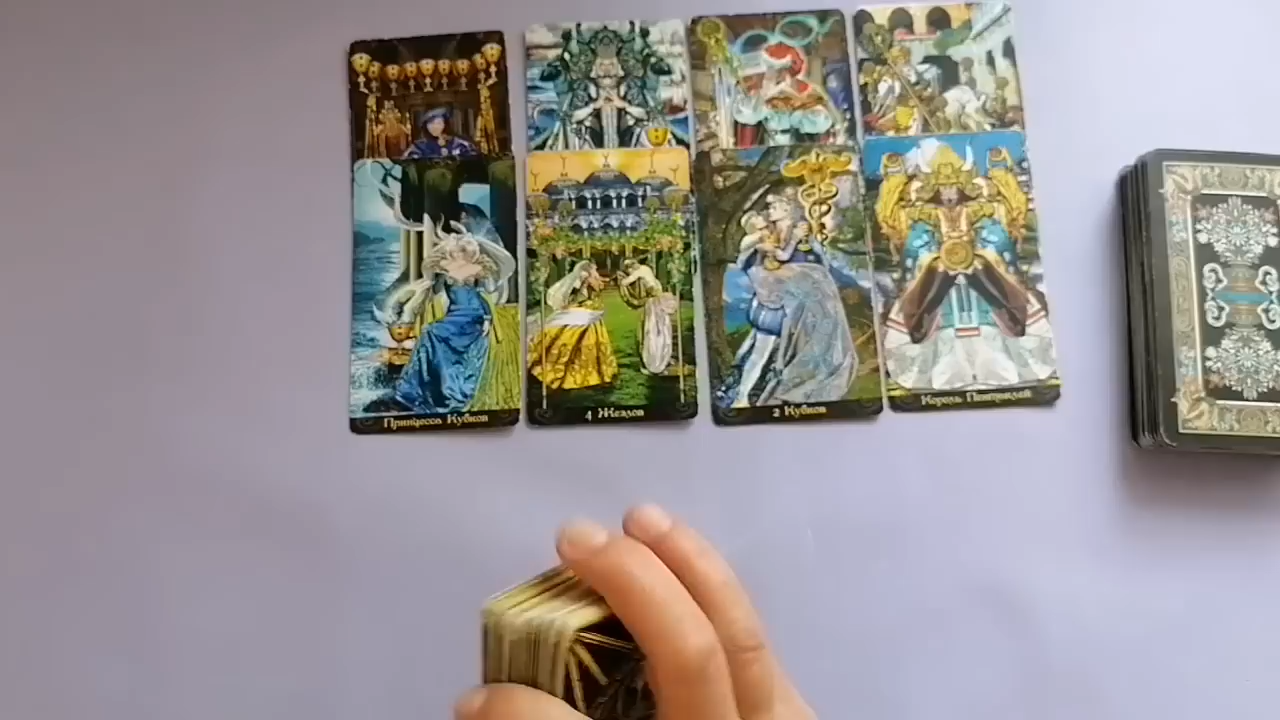 Принцесса Кубков
4 Жезлов
2 Кубков
Король Пентаклей